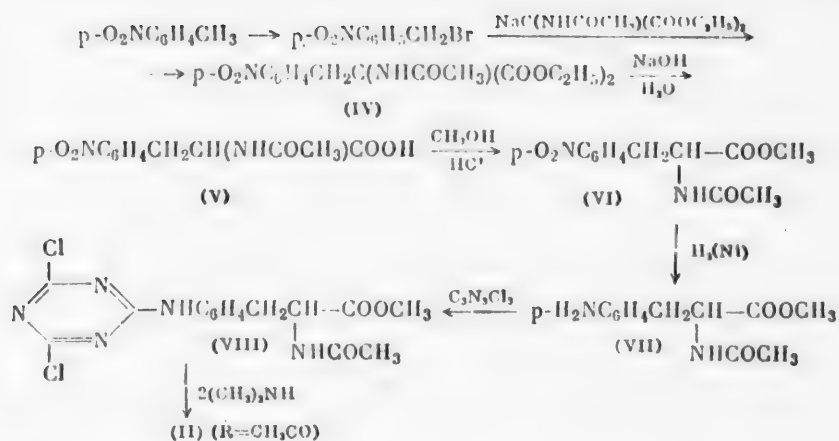 p-O₂NC₆H₄CH₃ → p-O₂NC₆H₅CH₂Br NaC(NHCOCH₃)(COOC₂H₅)₂ →
→ p-O₂NC₆H₄CH₂C(NHCOCH₃)(COOC₂H₅)₂ NaOH H₂O →
(IV)
p-O₂NC₆H₄CH₂CH(NHCOCH₃)COOH CH₃OH HCl → p-O₂NC₆H₄CH₂CH—COOCH₃
(V) (VI) NHCOCH₃
Cl H₂(Ni)
N N NHC₆H₄CH₂CH—COOCH₃ C₃N₃Cl₃ ← p-H₂NC₆H₄CH₂CH—COOCH₃
N (VIII) NHCOCH₃ (VII) NHCOCH₃
Cl
2(CH₃)₂NH
(II) (R=CH₃CO)